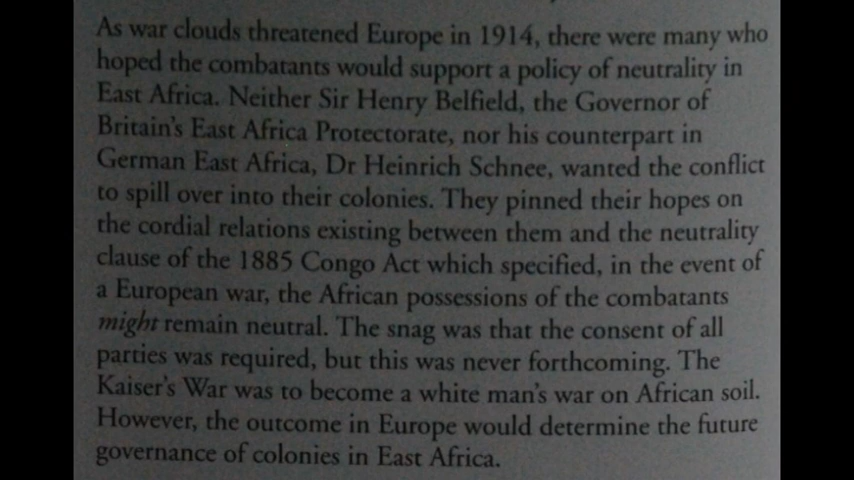 As war clouds threatened Europe in 1914, there were many who
hoped the combatants would support a policy of neutrality in
East Africa. Neither Sir Henry Belfield, the Governor of
Britain's East Africa Protectorate, nor his counterpart in
German East Africa, Dr Heinrich Schnee, wanted the conflict
to spill over into their colonies. They pinned their hopes on
the cordial relations existing between them and the neutrality
clause of the 1885 Congo Act which specified, in the event of
a European war, the African possessions of the combatants
might remain neutral. The snag was that the consent of all
parties was required, but this was never forthcoming. The
Kaiser's War was to become a white man's war on African soil.
However, the outcome in Europe would determine the future
governance of colonies in East Africa.